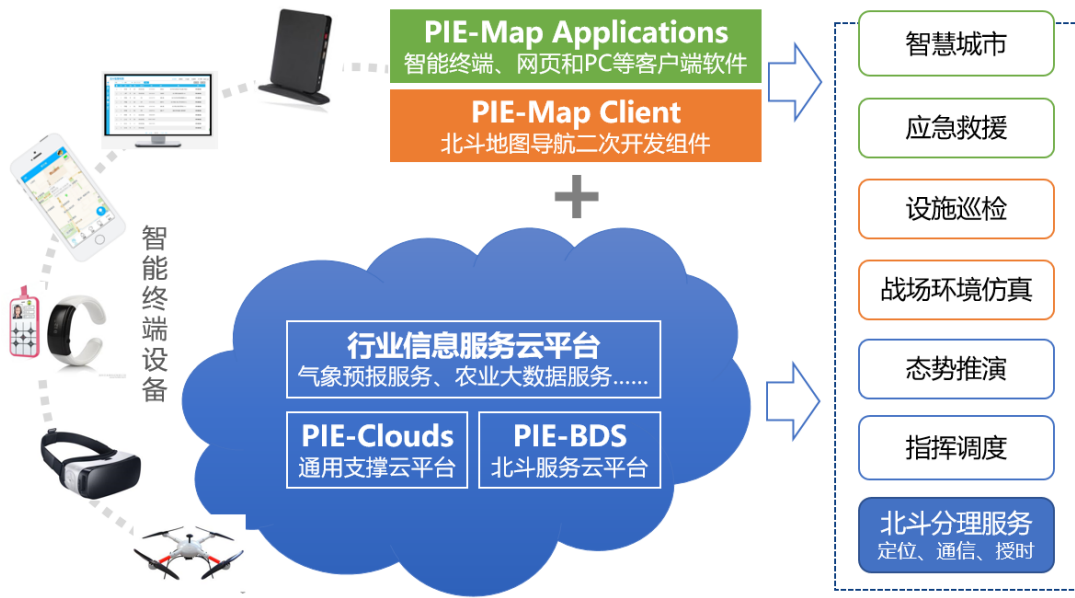 PIE-Map Applications
智能终端、网页和PC等客户端软件
PIE-Map Client
北斗地图导航二次开发组件
智能终端设备
行业信息服务云平台
气象预报服务、农业大数据服务......
PIE-Clouds
通用支撑云平台
PIE-BDS
北斗服务云平台
智慧城市
应急救援
设施巡检
战场环境仿真
态势推演
指挥调度
北斗分理服务
定位、通信、授时